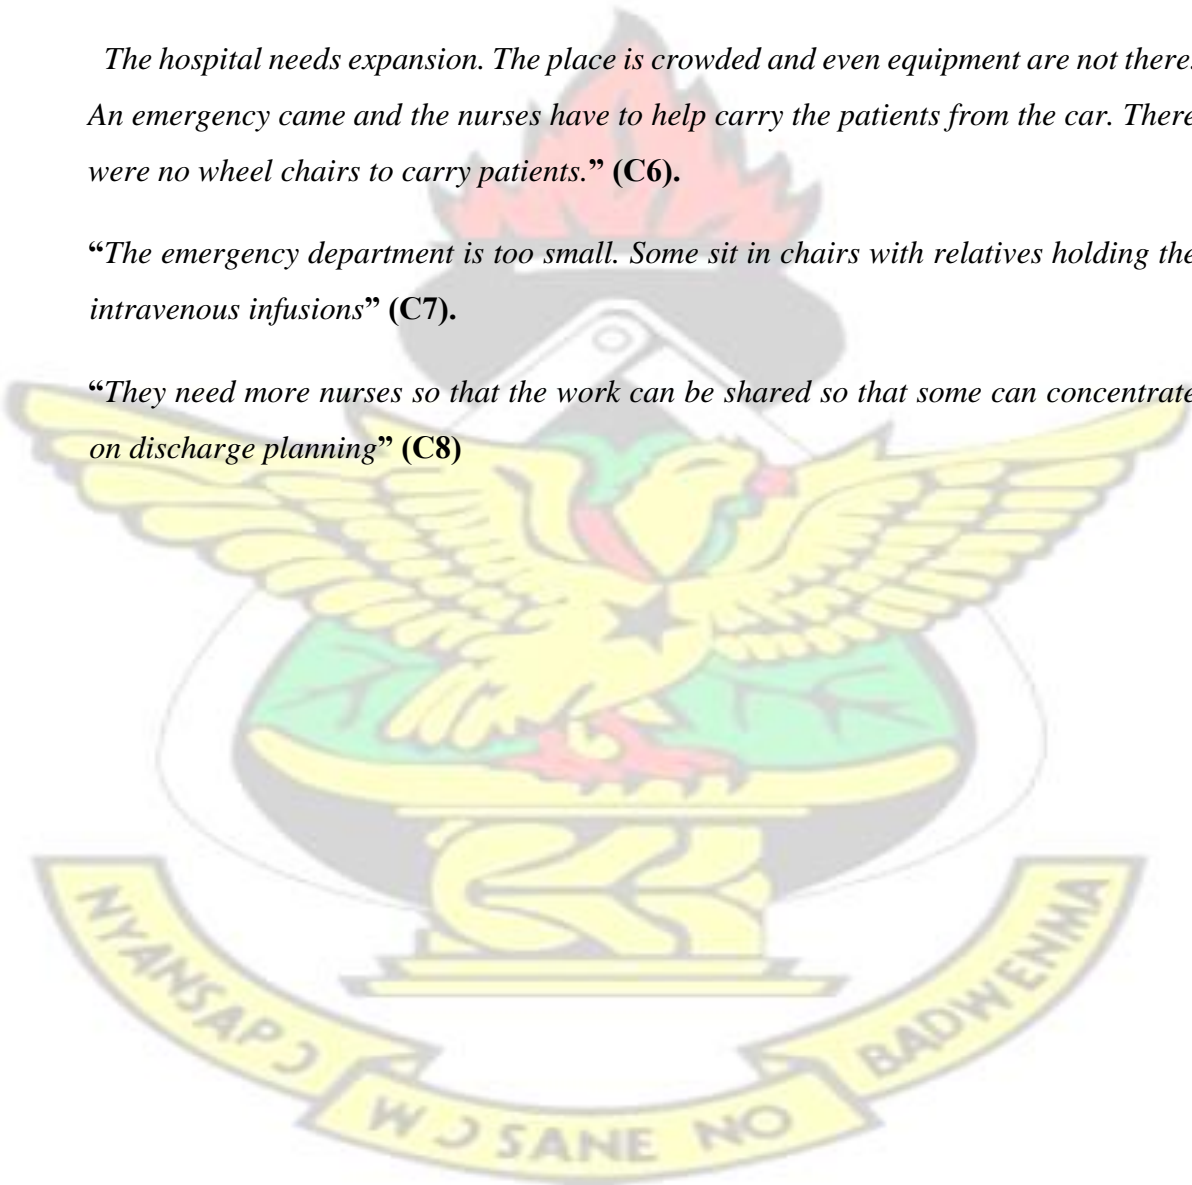 The hospital needs expansion. The place is crowded and even equipment are not there.
An emergency came and the nurses have to help carry the patients from the car. There
were no wheel chairs to carry patients.” (C6).
“The emergency department is too small. Some sit in chairs with relatives holding the
intravenous infusions” (C7).
“They need more nurses so that the work can be shared so that some can concentrate
on discharge planning” (C8)
NYANSAPƆ
WƆSANE NO
BADWENMA